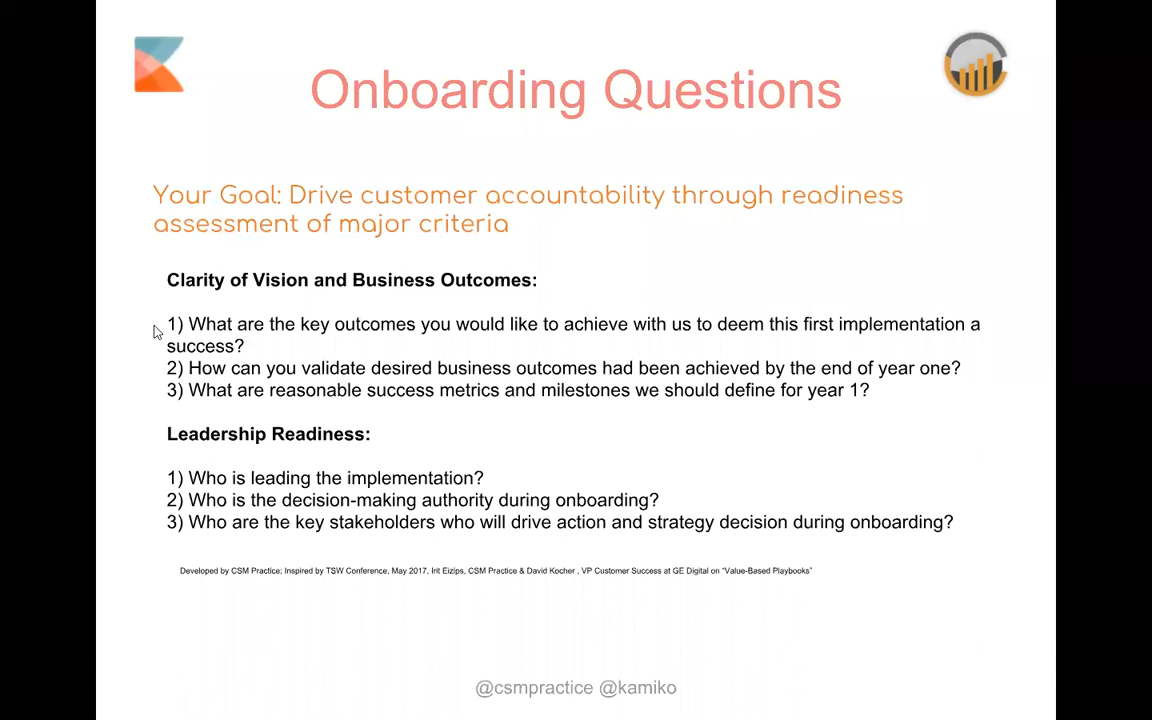 Onboarding Questions
Your Goal: Drive customer accountability through readiness
assessment of major criteria
Clarity of Vision and Business Outcomes:
1) What are the key outcomes you would like to achieve with us to deem this first implementation a
success?
2) How can you validate desired business outcomes had been achieved by the end of year one?
3) What are reasonable success metrics and milestones we should define for year 1?
Leadership Readiness:
1) Who is leading the implementation?
2) Who is the decision-making authority during onboarding?
3) Who are the key stakeholders who will drive action and strategy decision during onboarding?
Developed by CSM Practice; Inspired by TSW Conference, May 2017, Irit Eizips, CSM Practice & David Kocher , VP Customer Success at GE Digital on "Value-Based Playbooks"
@csmpractice @kamiko